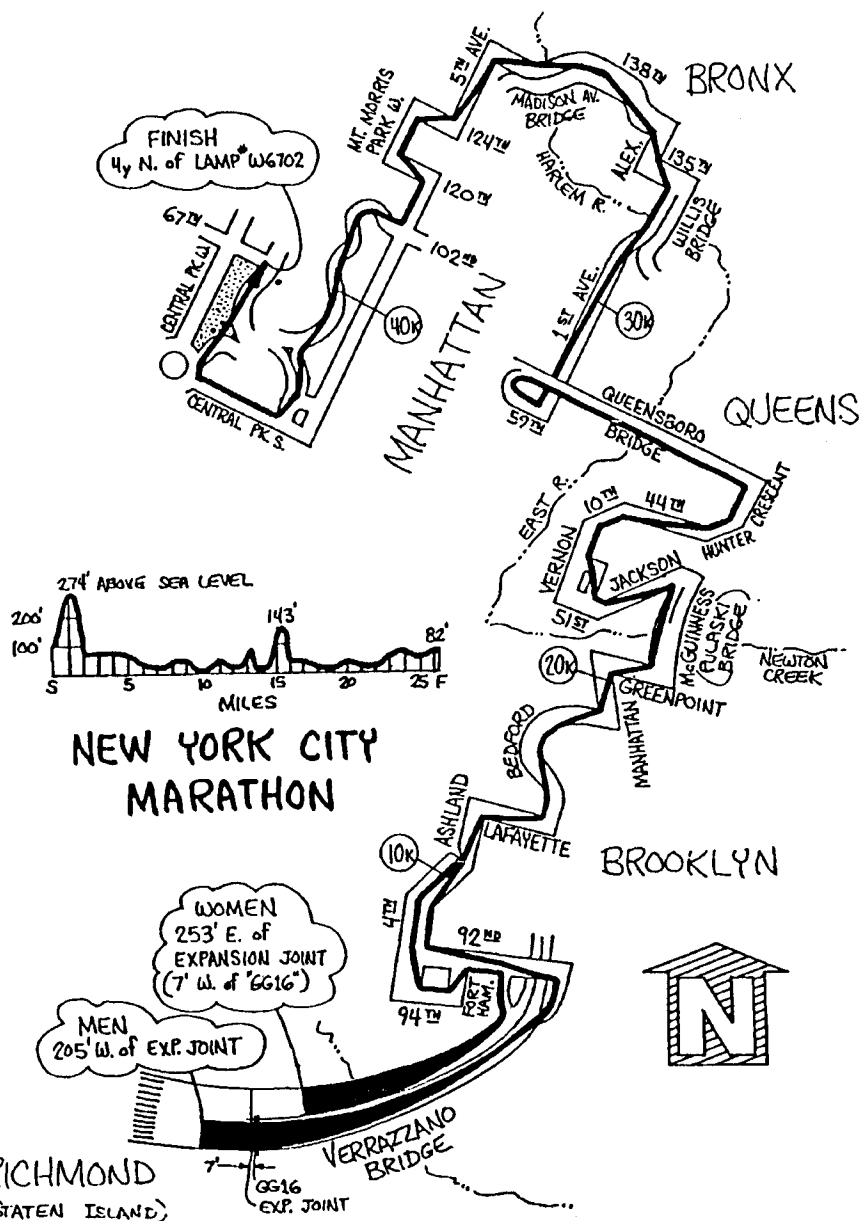 BRONX
5TH AVE.
138TH
MADISON AV.
BRIDGE
MT. MORRIS
PARK W.
124TH
ALEX.
135TH
HARLEM R.
WILLIS
BRIDGE
FINISH
4y N. of LAMP # W6702
120TH
67TH
102ND
CENTRAL PK W.
MANHATTAN
1ST AVE.
40K
30K
CENTRAL PK S.
59TH
QUEENSBORO
BRIDGE
QUEENS
EAST R.
10TH
44TH
HUNTER
CRESCENT
VERNON
JACKSON
51ST
McGUINNESS
(PULASKI
BRIDGE)
NEWTON
CREEK
274' ABOVE SEA LEVEL
200'
100'
143'
82'
S 5 10 15 20 25 F
MILES
20K
GREENPOINT
MANHATTAN
BEDFORD
NEW YORK CITY
MARATHON
ASHLAND
LAFAYETTE
10K
BROOKLYN
4TH
92ND
WOMEN
253' E. of
EXPANSION JOINT
(7' W. of "GG16")
94TH
FORT
HAM.
N
MEN
205' W. of EXP. JOINT
VERRAZZANO
BRIDGE
7'
GG16
EXP. JOINT
RICHMOND
(STATEN ISLAND)